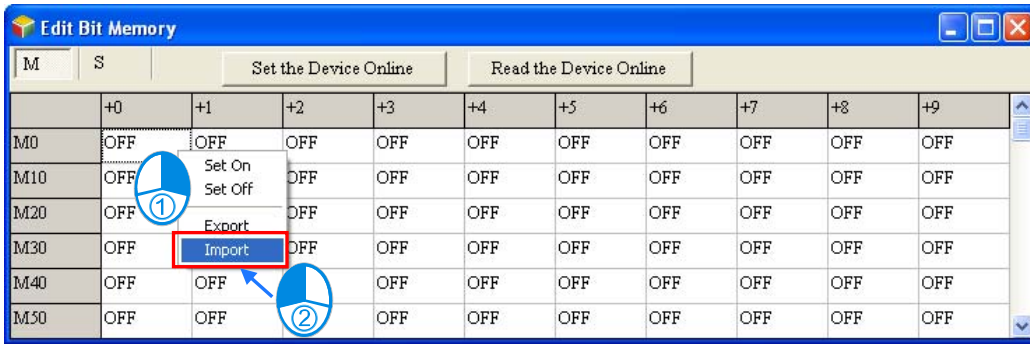 Edit Bit Memory
M S Set the Device Online Read the Device Online
+0 +1 +2 +3 +4 +5 +6 +7 +8 +9
M0 OFF OFF OFF OFF OFF OFF OFF OFF OFF OFF
Set On
M10 OFF OFF OFF OFF OFF OFF OFF OFF OFF
Set Off
①
M20 OFF OFF OFF OFF OFF OFF OFF OFF OFF
Export
M30 OFF OFF OFF OFF OFF OFF OFF OFF OFF
Import
M40 OFF OFF OFF OFF OFF OFF OFF OFF OFF
M50 OFF OFF OFF OFF OFF OFF OFF OFF OFF
②